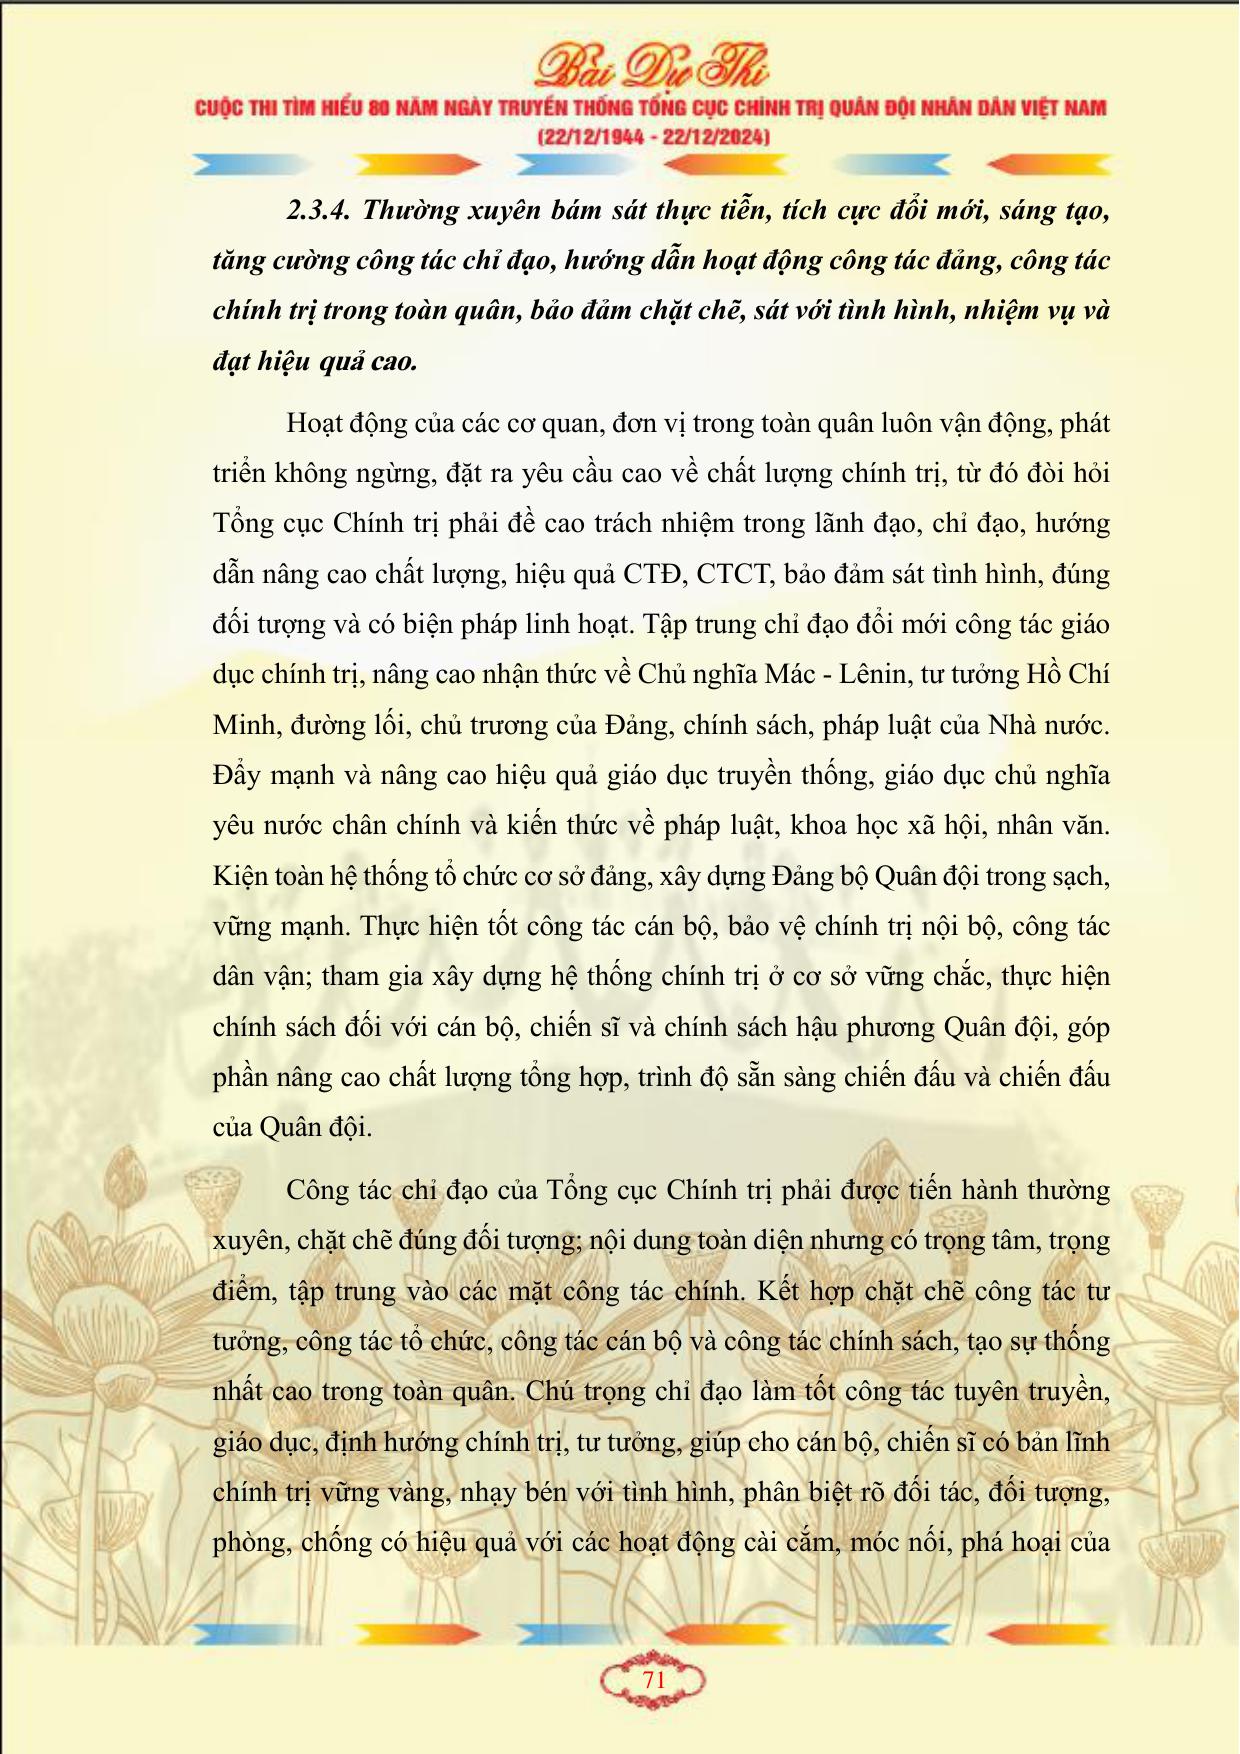 Bài Dự Thi
CUỘC THI TÌM HIỂU 80 NĂM NGÀY TRUYỀN THỐNG TỔNG CỤC CHÍNH TRỊ QUÂN ĐỘI NHÂN DÂN VIỆT NAM
(22/12/1944 - 22/12/2024)
2.3.4. Thường xuyên bám sát thực tiễn, tích cực đổi mới, sáng tạo,
tăng cường công tác chỉ đạo, hướng dẫn hoạt động công tác đảng, công tác
chính trị trong toàn quân, bảo đảm chặt chẽ, sát với tình hình, nhiệm vụ và
đạt hiệu quả cao.
Hoạt động của các cơ quan, đơn vị trong toàn quân luôn vận động, phát
triển không ngừng, đặt ra yêu cầu cao về chất lượng chính trị, từ đó đòi hỏi
Tổng cục Chính trị phải đề cao trách nhiệm trong lãnh đạo, chỉ đạo, hướng
dẫn nâng cao chất lượng, hiệu quả CTĐ, CTCT, bảo đảm sát tình hình, đúng
đối tượng và có biện pháp linh hoạt. Tập trung chỉ đạo đổi mới công tác giáo
dục chính trị, nâng cao nhận thức về Chủ nghĩa Mác - Lênin, tư tưởng Hồ Chí
Minh, đường lối, chủ trương của Đảng, chính sách, pháp luật của Nhà nước.
Đẩy mạnh và nâng cao hiệu quả giáo dục truyền thống, giáo dục chủ nghĩa
yêu nước chân chính và kiến thức về pháp luật, khoa học xã hội, nhân văn.
Kiện toàn hệ thống tổ chức cơ sở đảng, xây dựng Đảng bộ Quân đội trong sạch,
vững mạnh. Thực hiện tốt công tác cán bộ, bảo vệ chính trị nội bộ, công tác
dân vận; tham gia xây dựng hệ thống chính trị ở cơ sở vững chắc, thực hiện
chính sách đối với cán bộ, chiến sĩ và chính sách hậu phương Quân đội, góp
phần nâng cao chất lượng tổng hợp, trình độ sẵn sàng chiến đấu và chiến đấu
của Quân đội.
Công tác chỉ đạo của Tổng cục Chính trị phải được tiến hành thường
xuyên, chặt chẽ đúng đối tượng; nội dung toàn diện nhưng có trọng tâm, trọng
điểm, tập trung vào các mặt công tác chính. Kết hợp chặt chẽ công tác tư
tưởng, công tác tổ chức, công tác cán bộ và công tác chính sách, tạo sự thống
nhất cao trong toàn quân. Chú trọng chỉ đạo làm tốt công tác tuyên truyền,
giáo dục, định hướng chính trị, tư tưởng, giúp cho cán bộ, chiến sĩ có bản lĩnh
chính trị vững vàng, nhạy bén với tình hình, phân biệt rõ đối tác, đối tượng,
phòng, chống có hiệu quả với các hoạt động cài cắm, móc nối, phá hoại của
71